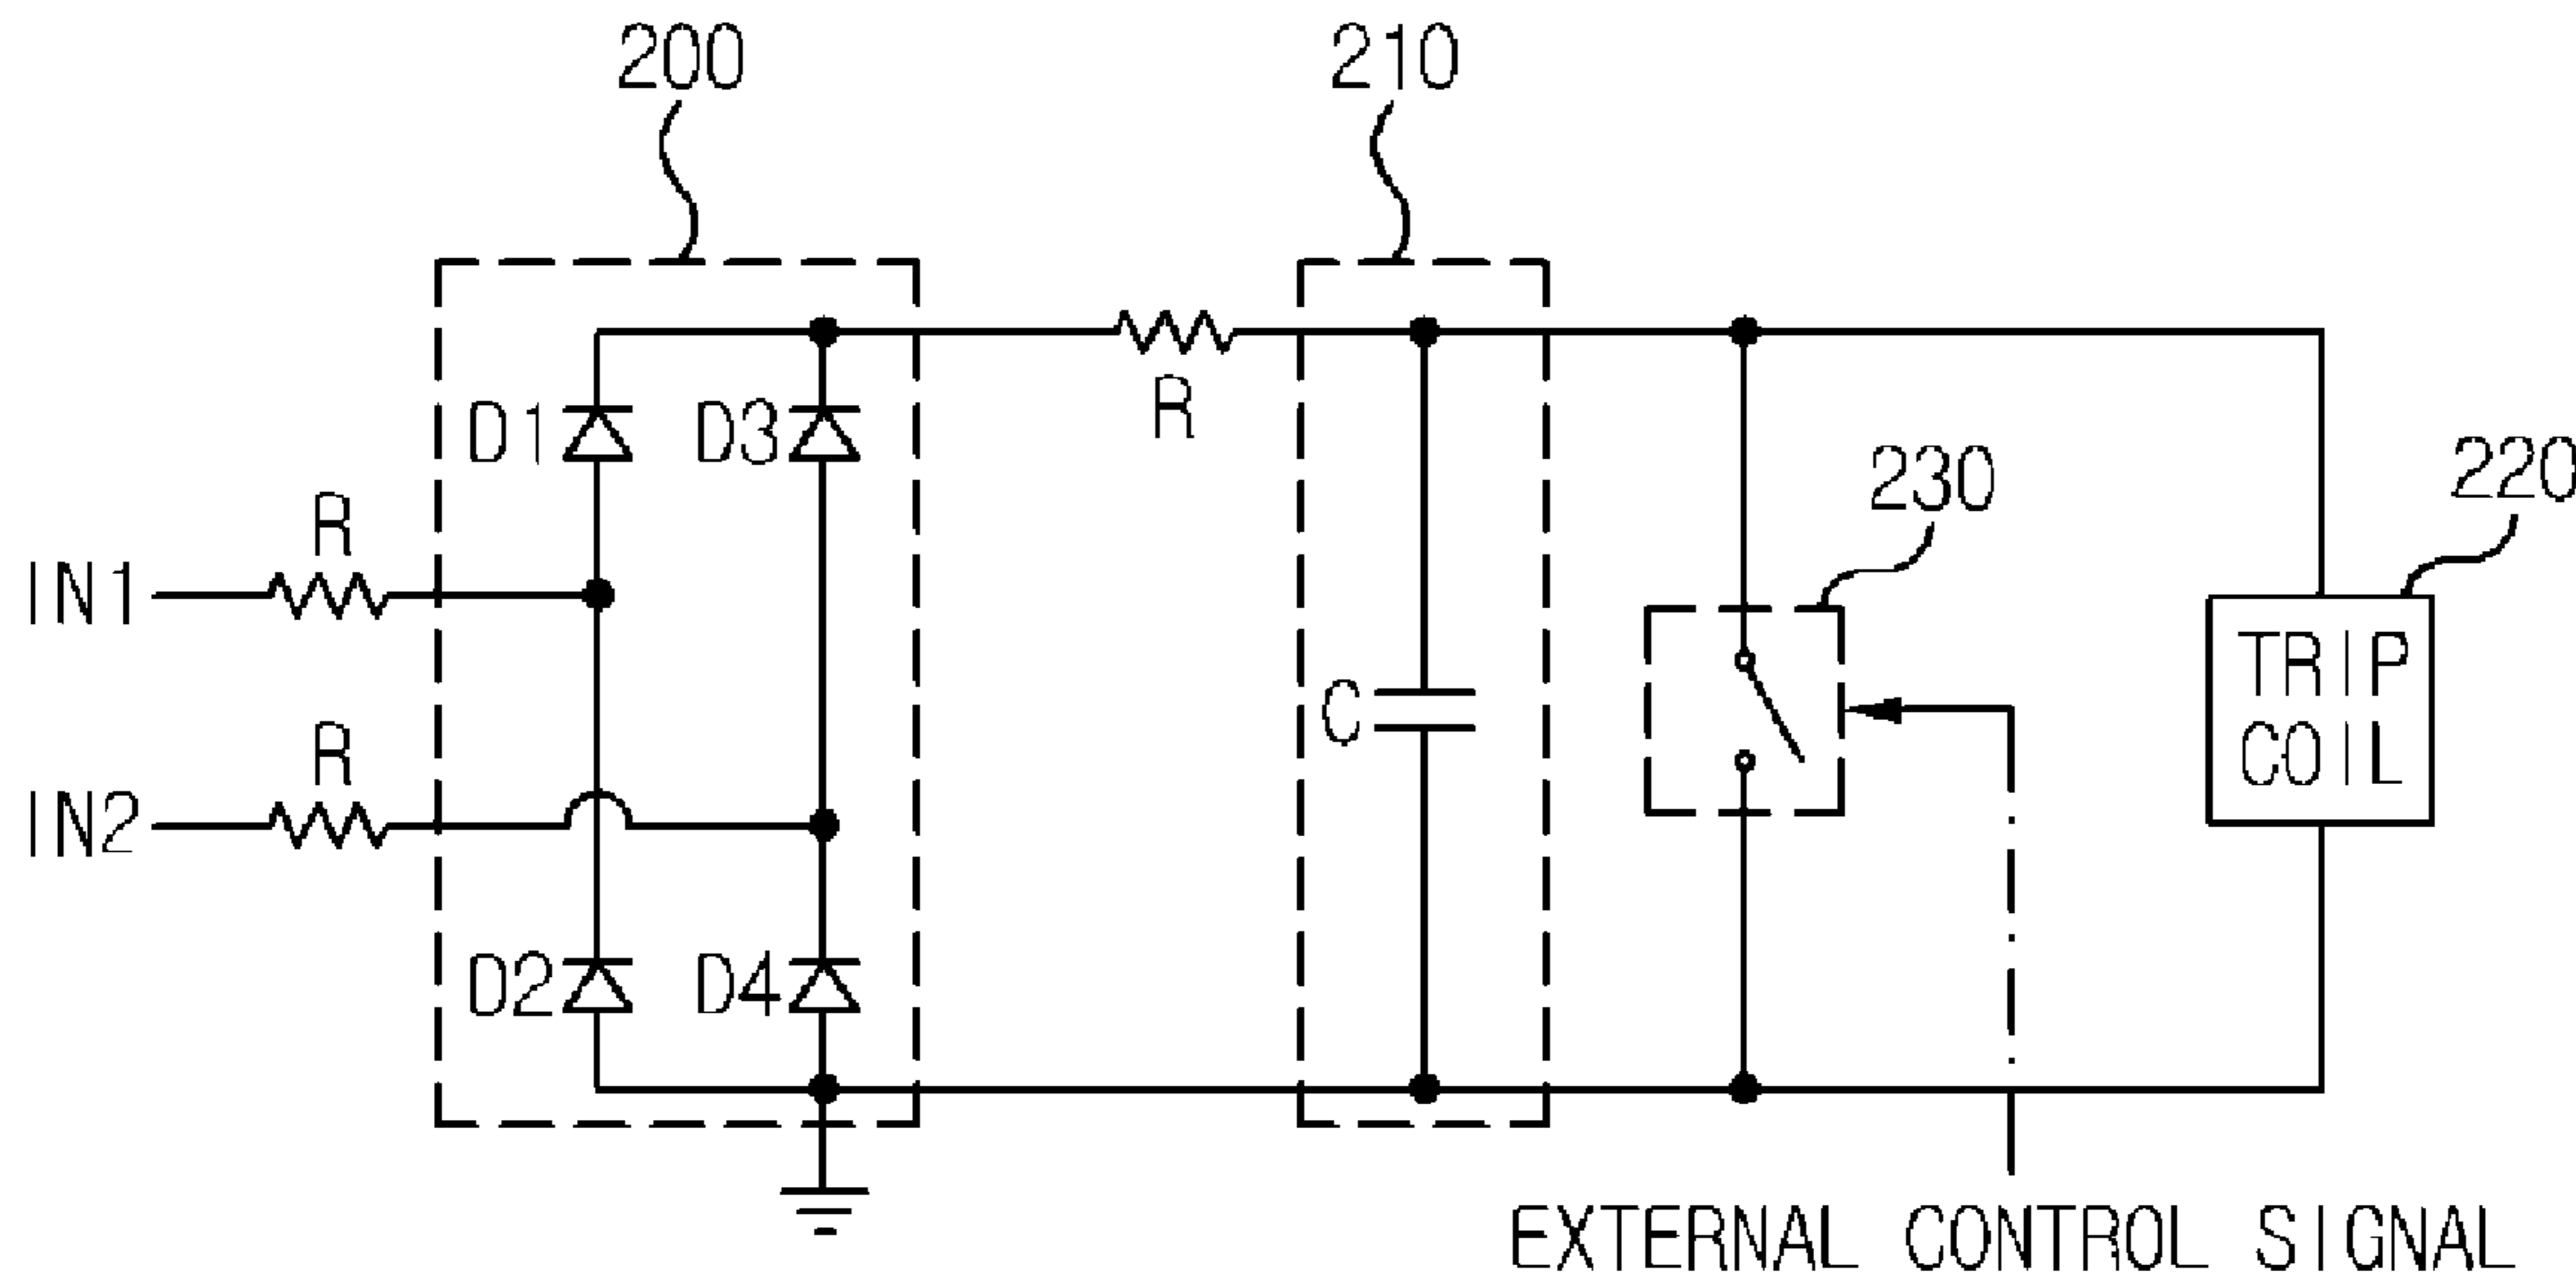 200
210
R
D1
D3
230
220
IN1
R
TRIP
COIL
C
IN2
R
D2
D4
EXTERNAL CONTROL SIGNAL